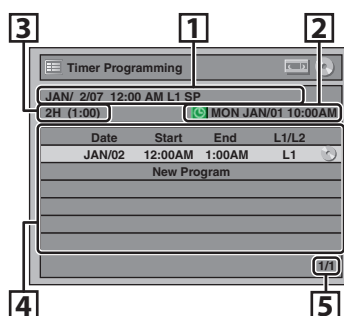 3 1 2
Timer Programming
JAN/ 2/07 12:00 AM L1 SP
2H (1:00) MON JAN/01 10:00AM
Date Start End L1/L2
JAN/02 12:00AM 1:00AM L1
New Program
1/1
4 5